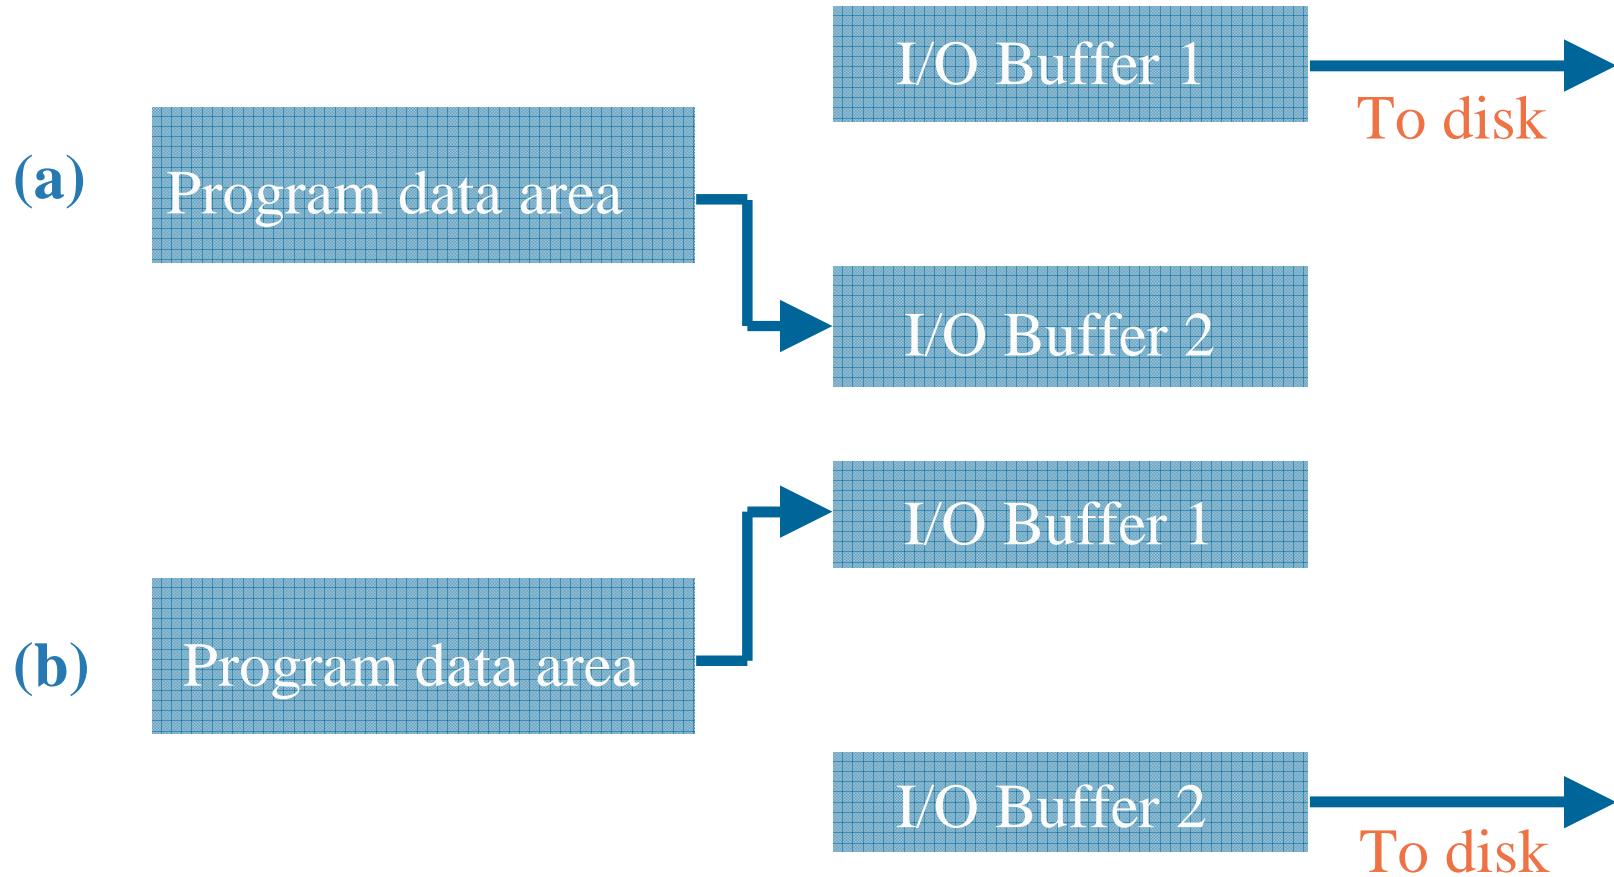 I/O Buffer 1
To disk
(a)
Program data area
I/O Buffer 2
I/O Buffer 1
(b)
Program data area
I/O Buffer 2
To disk